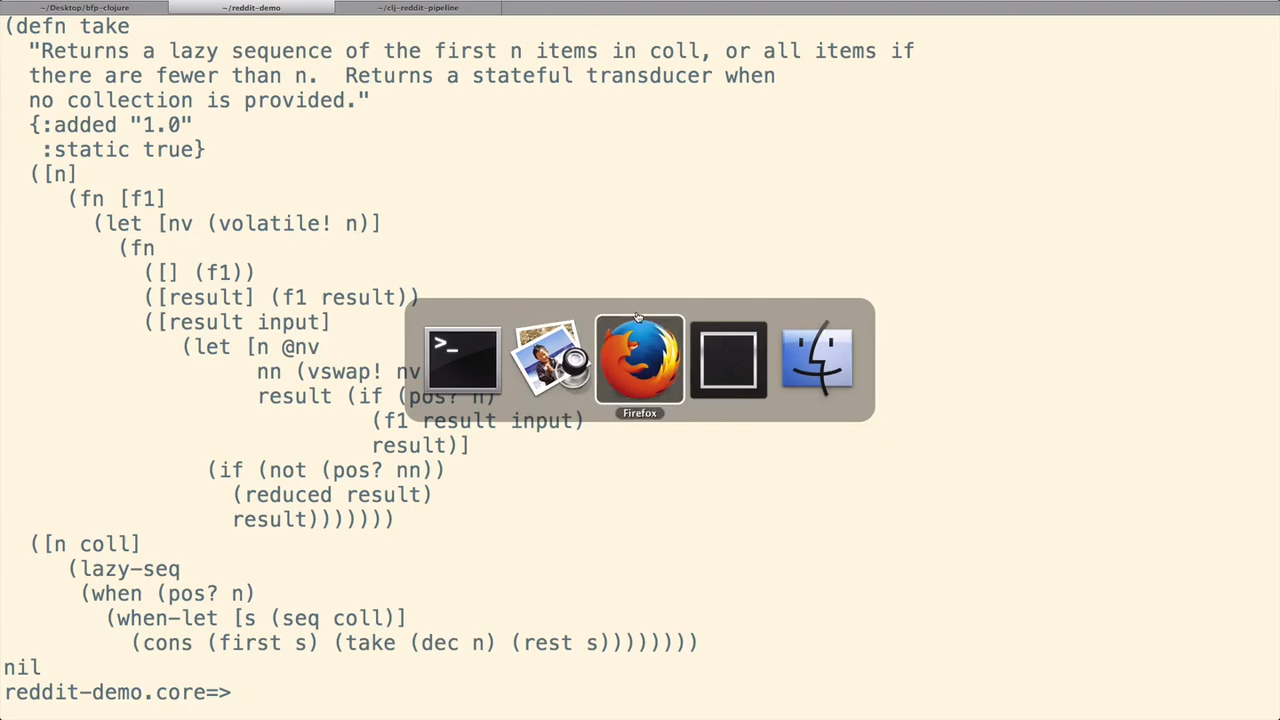 ~/Desktop/bfp-clojure
~/reddit-demo
~/clj-reddit-pipeline
(defn take
  "Returns a lazy sequence of the first n items in coll, or all items if
  there are fewer than n.  Returns a stateful transducer when
  no collection is provided."
  {:added "1.0"
   :static true}
  ([n]
     (fn [f1]
       (let [nv (volatile! n)]
         (fn
           ([] (f1))
           ([result] (f1 result))
           ([result input]
              (let [n @nv
                    nn (vswap! nv
                    result (if (pos? n)
                             (f1 result input)
                             result)]
                (if (not (pos? nn))
                  (reduced result)
                  result)))))))
  ([n coll]
     (lazy-seq
      (when (pos? n)
        (when-let [s (seq coll)]
          (cons (first s) (take (dec n) (rest s))))))))
nil
reddit-demo.core=>
>_
Firefox